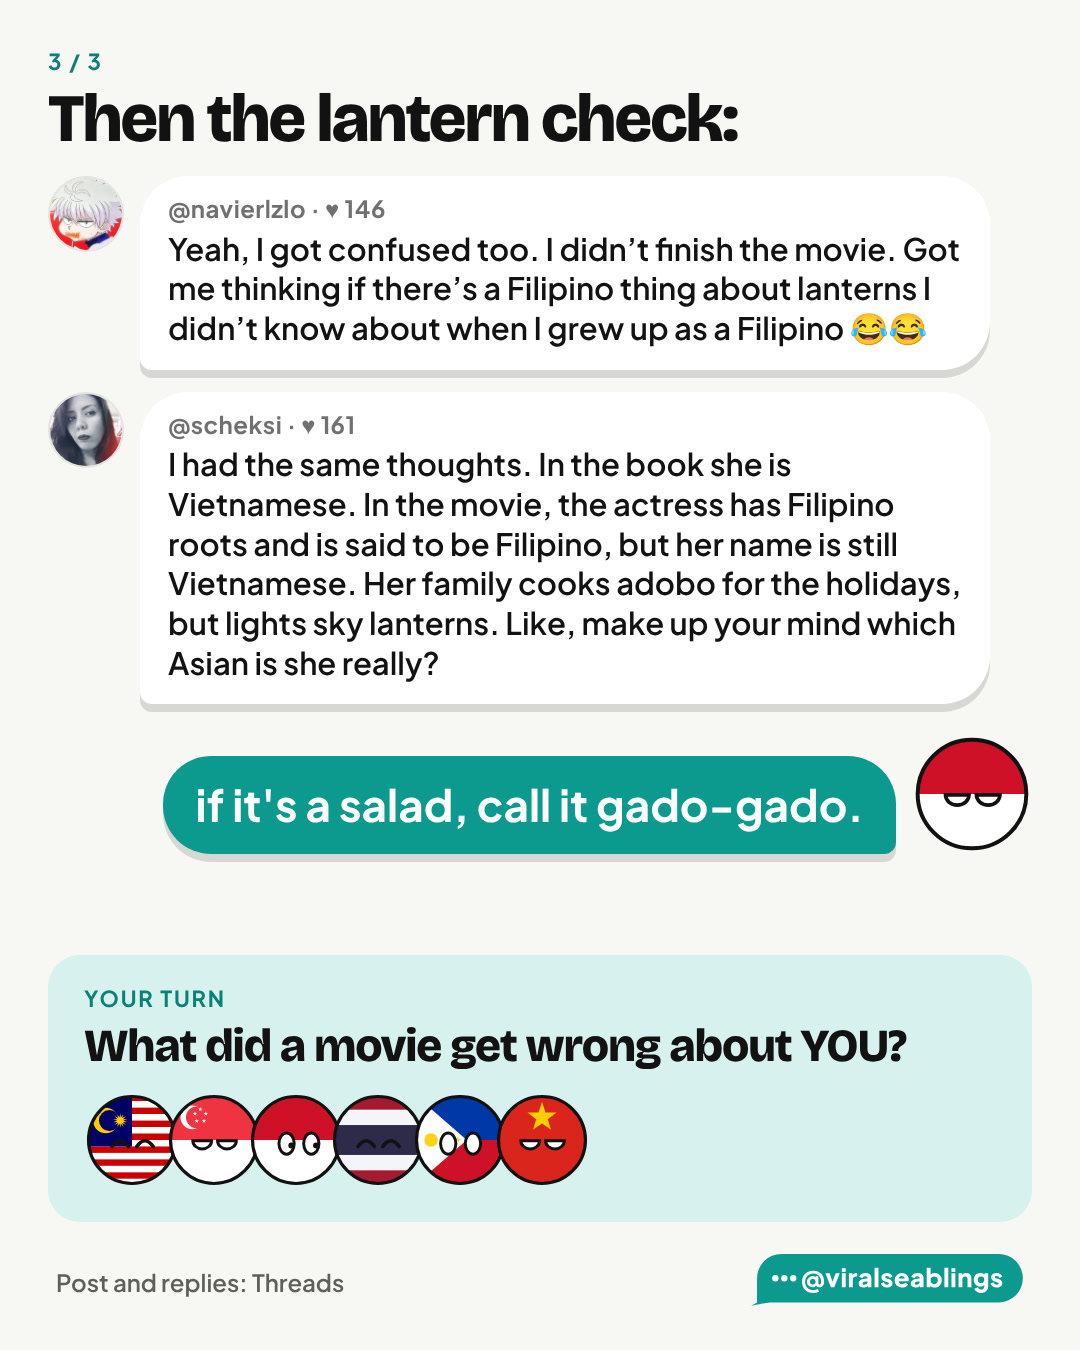 3 / 3
Then the lantern check:
@navierlzlo · ♥ 146
Yeah, I got confused too. I didn’t finish the movie. Got
me thinking if there’s a Filipino thing about lanterns I
didn’t know about when I grew up as a Filipino 😂😂
@scheksi · ♥ 161
I had the same thoughts. In the book she is
Vietnamese. In the movie, the actress has Filipino
roots and is said to be Filipino, but her name is still
Vietnamese. Her family cooks adobo for the holidays,
but lights sky lanterns. Like, make up your mind which
Asian is she really?
if it's a salad, call it gado-gado.
YOUR TURN
What did a movie get wrong about YOU?
Post and replies: Threads
•••@viralseablings